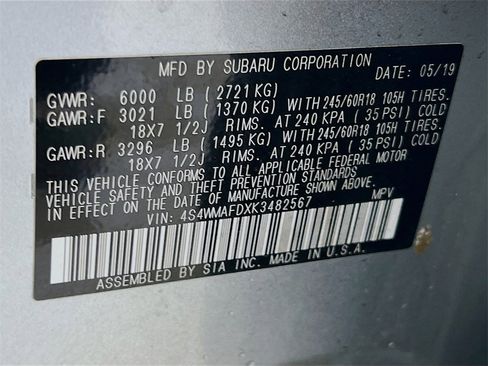 MFD BY SUBARU CORPORATION DATE: 05/19
GVWR: 6000 LB ( 2721 KG)
GAWR:F 3021 LB ( 1370 KG) WITH 245/60R18 105H TIRES.
18X7 1/2J RIMS. AT 240 KPA ( 35 PSI) COLD
GAWR:R 3296 LB ( 1495 KG) WITH 245/60R18 105H TIRES.
18X7 1/2J RIMS. AT 240 KPA ( 35 PSI) COLD
THIS VEHICLE CONFORMS TO ALL APPLICABLE FEDERAL MOTOR
VEHICLE SAFETY AND THEFT PREVENTION STANDARDS
IN EFFECT ON THE DATE OF MANUFACTURE SHOWN ABOVE.
VIN: 4S4WMAFDXK3482567 MPV
ASSEMBLED BY SIA INC. MADE IN U.S.A.